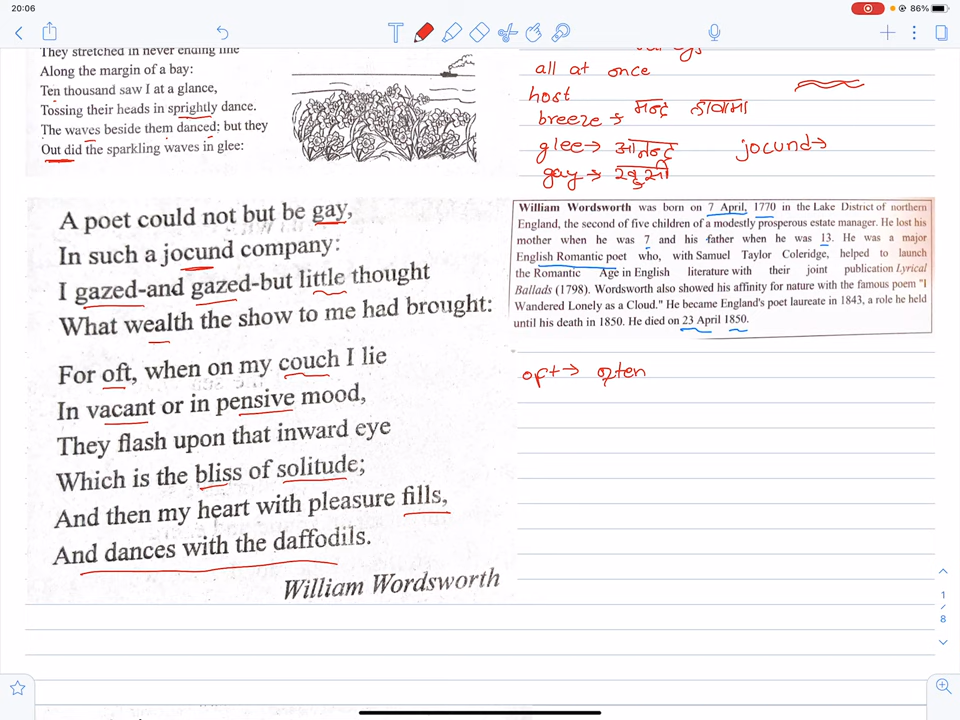 20:06
86%
They stretched in never ending line
Along the margin of a bay:
Ten thousand saw I at a glance,
Tossing their heads in sprightly dance.
The waves beside them danced; but they
Out did the sparkling waves in glee:
A poet could not but be gay,
In such a jocund company:
I gazed-and gazed-but little thought
What wealth the show to me had brought:
For oft, when on my couch I lie
In vacant or in pensive mood,
They flash upon that inward eye
Which is the bliss of solitude;
And then my heart with pleasure fills,
And dances with the daffodils.
William Wordsworth
all at once
host
breeze → मन्द
glee → आनन्द jocund →
gay →
William Wordsworth was born on 7 April, 1770 in the Lake District of northern
England, the second of five children of a modestly prosperous estate manager. He lost his
mother when he was 7 and his father when he was 13. He was a major
English Romantic poet who, with Samuel Taylor Coleridge, helped to launch
the Romantic Age in English literature with their joint publication Lyrical
Ballads (1798). Wordsworth also showed his affinity for nature with the famous poem "I
Wandered Lonely as a Cloud." He became England's poet laureate in 1843, a role he held
until his death in 1850. He died on 23 April 1850.
oft → often
1
/
8